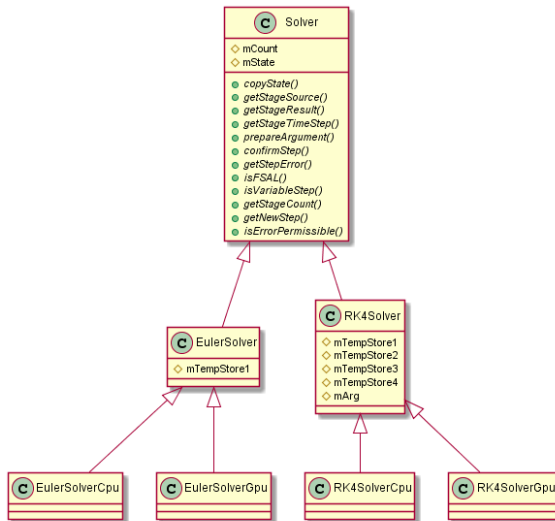 C Solver
mCount
mState
copyState()
getStageSource()
getStageResult()
getStageTimeStep()
prepareArgument()
confirmStep()
getStepError()
isFSAL()
isVariableStep()
getStageCount()
getNewStep()
isErrorPermissible()
C EulerSolver
mTempStore1
C RK4Solver
mTempStore1
mTempStore2
mTempStore3
mTempStore4
mArg
C EulerSolverCpu
C EulerSolverGpu
C RK4SolverCpu
C RK4SolverGpu